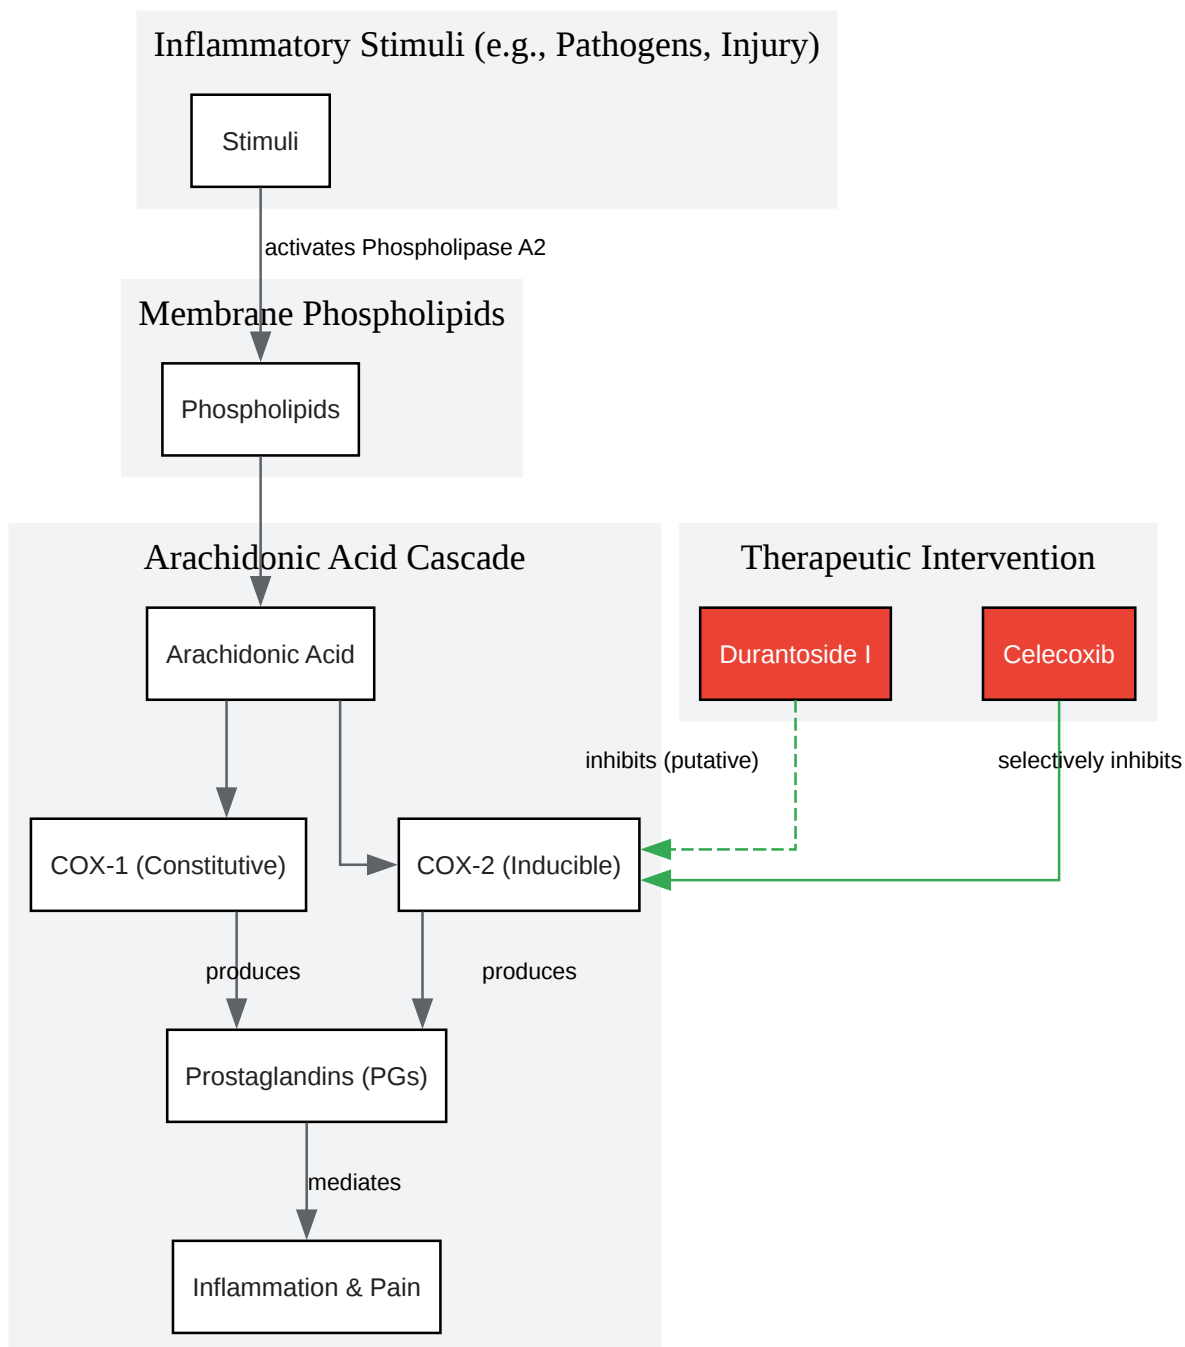 Inflammatory Stimuli (e.g., Pathogens, Injury)
Stimuli
activates Phospholipase A2
Membrane Phospholipids
Phospholipids
Arachidonic Acid Cascade
Arachidonic Acid
Therapeutic Intervention
Durantoside I
Celecoxib
inhibits (putative)
selectively inhibits
COX-1 (Constitutive)
COX-2 (Inducible)
produces
produces
Prostaglandins (PGs)
mediates
Inflammation & Pain